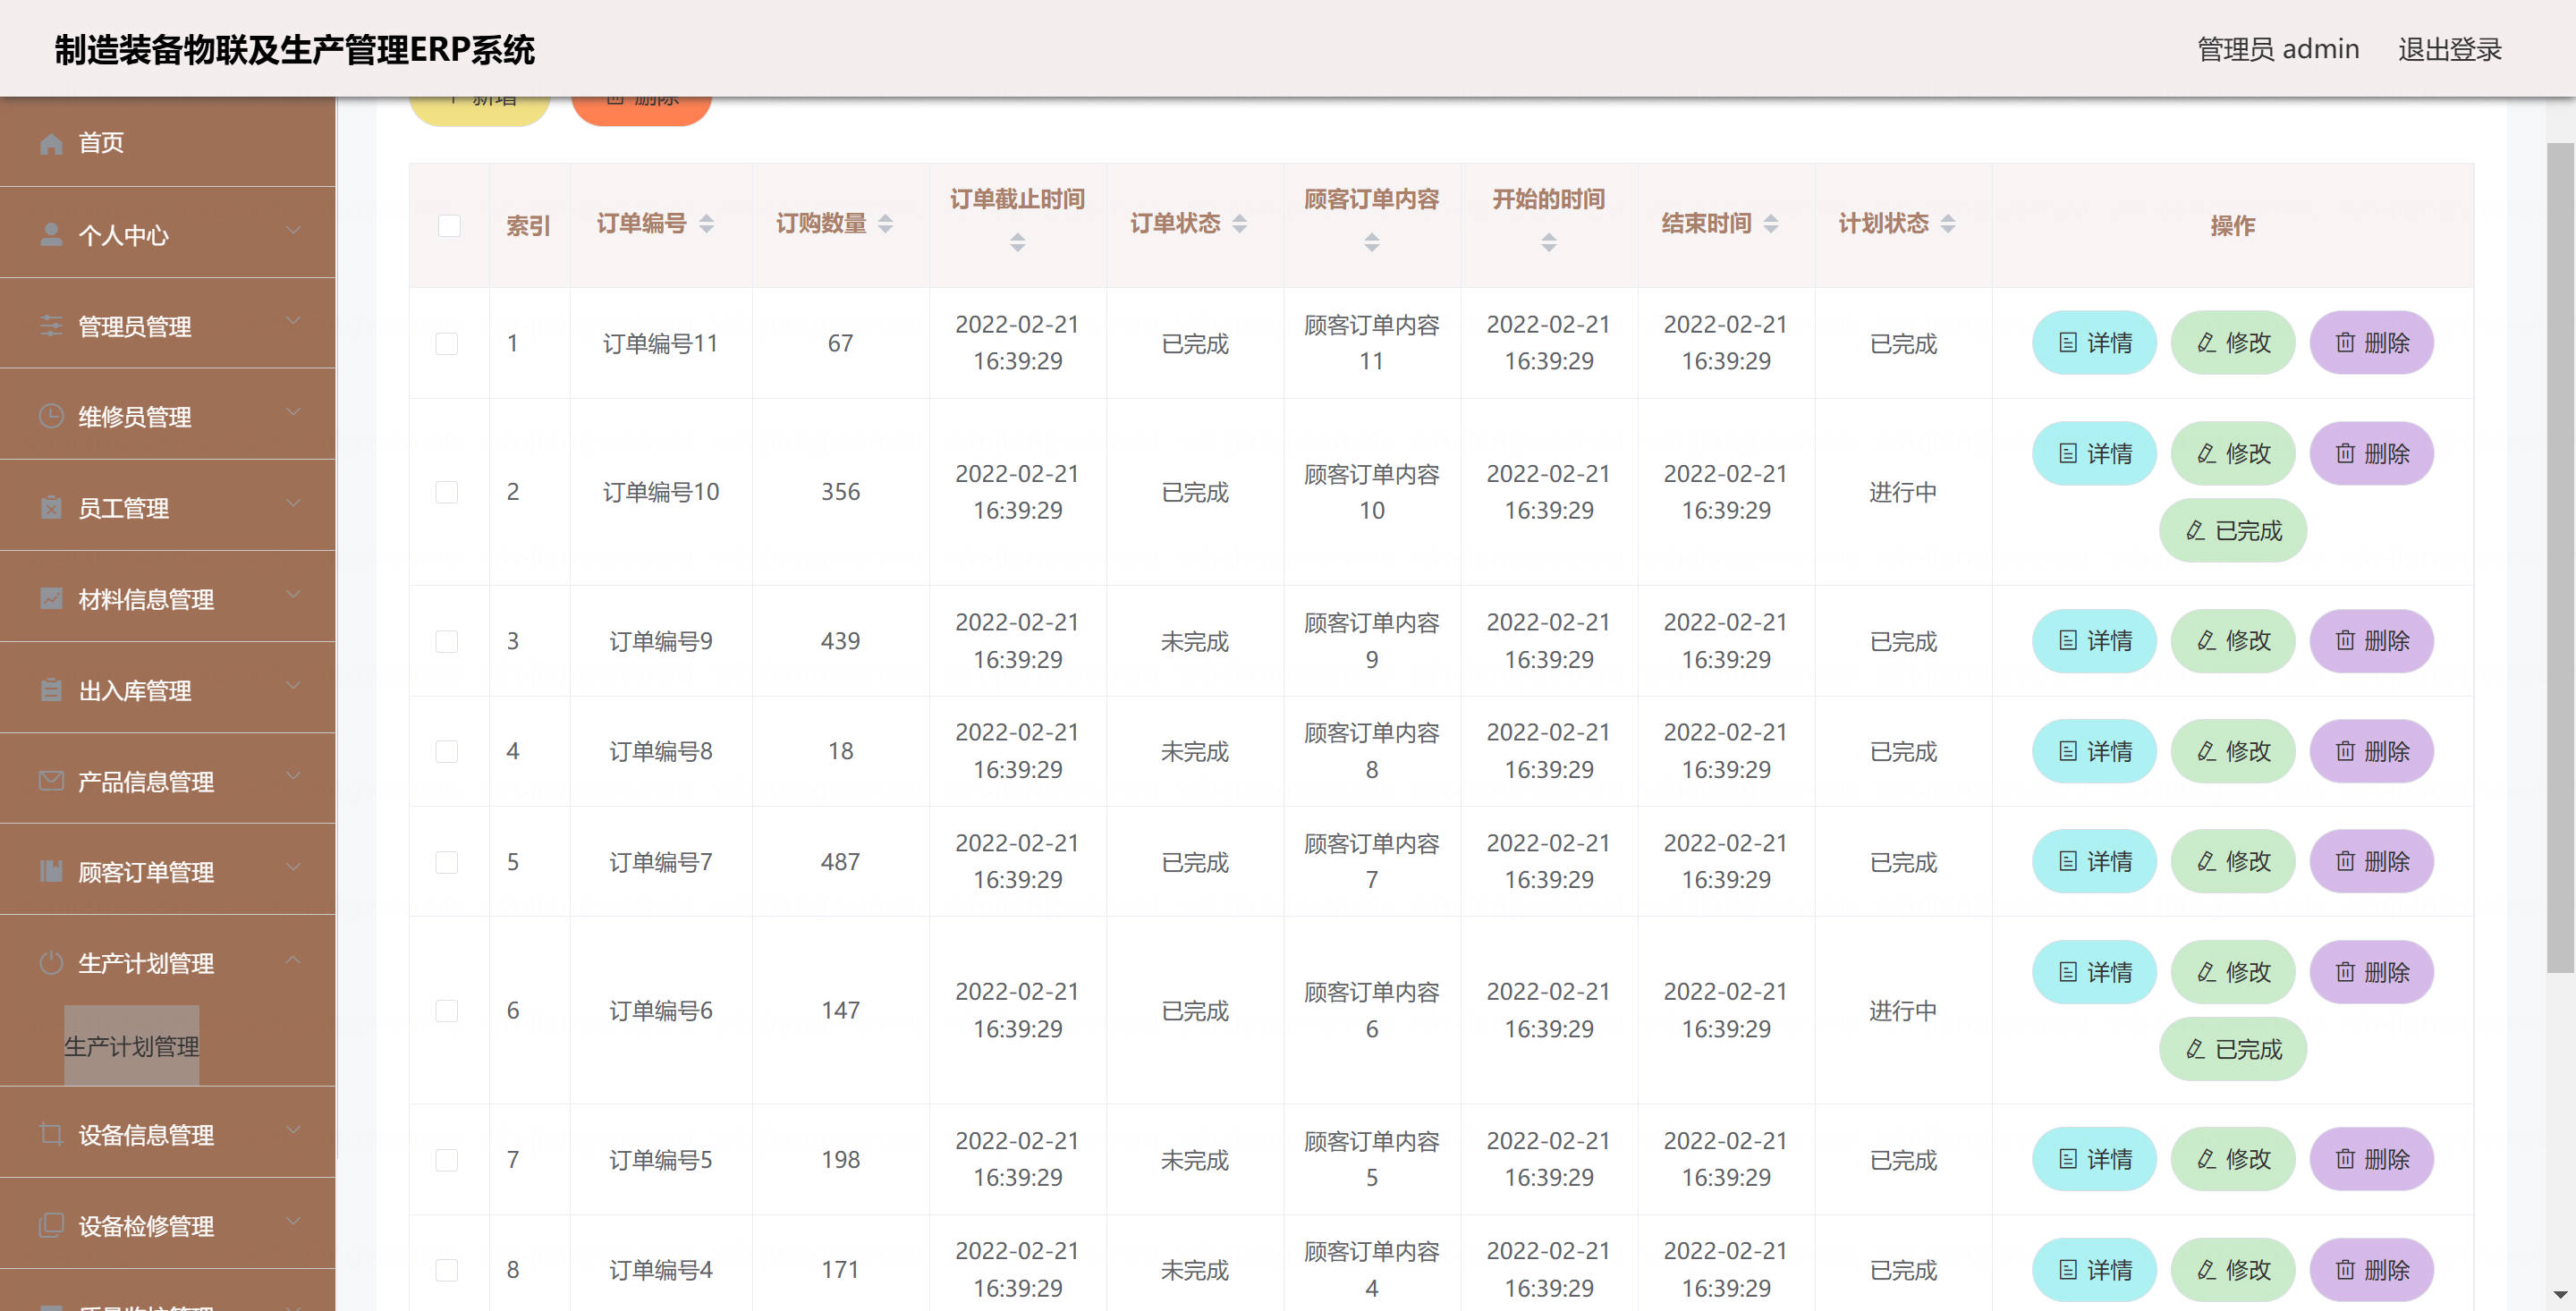 制造装备物联及生产管理ERP系统
管理员 admin
退出登录
新增
删除
首页
个人中心
管理员管理
维修员管理
员工管理
材料信息管理
出入库管理
产品信息管理
顾客订单管理
生产计划管理
生产计划管理
设备信息管理
设备检修管理
索引 订单编号 订购数量 订单截止时间 订单状态 顾客订单内容 开始的时间 结束时间 计划状态 操作
1 订单编号11 67 2022-02-21 16:39:29 已完成 顾客订单内容11 2022-02-21 16:39:29 2022-02-21 16:39:29 已完成 详情 修改 删除
2 订单编号10 356 2022-02-21 16:39:29 已完成 顾客订单内容10 2022-02-21 16:39:29 2022-02-21 16:39:29 进行中 详情 修改 删除 已完成
3 订单编号9 439 2022-02-21 16:39:29 未完成 顾客订单内容9 2022-02-21 16:39:29 2022-02-21 16:39:29 已完成 详情 修改 删除
4 订单编号8 18 2022-02-21 16:39:29 未完成 顾客订单内容8 2022-02-21 16:39:29 2022-02-21 16:39:29 已完成 详情 修改 删除
5 订单编号7 487 2022-02-21 16:39:29 已完成 顾客订单内容7 2022-02-21 16:39:29 2022-02-21 16:39:29 已完成 详情 修改 删除
6 订单编号6 147 2022-02-21 16:39:29 已完成 顾客订单内容6 2022-02-21 16:39:29 2022-02-21 16:39:29 进行中 详情 修改 删除 已完成
7 订单编号5 198 2022-02-21 16:39:29 未完成 顾客订单内容5 2022-02-21 16:39:29 2022-02-21 16:39:29 已完成 详情 修改 删除
8 订单编号4 171 2022-02-21 16:39:29 未完成 顾客订单内容4 2022-02-21 16:39:29 2022-02-21 16:39:29 已完成 详情 修改 删除